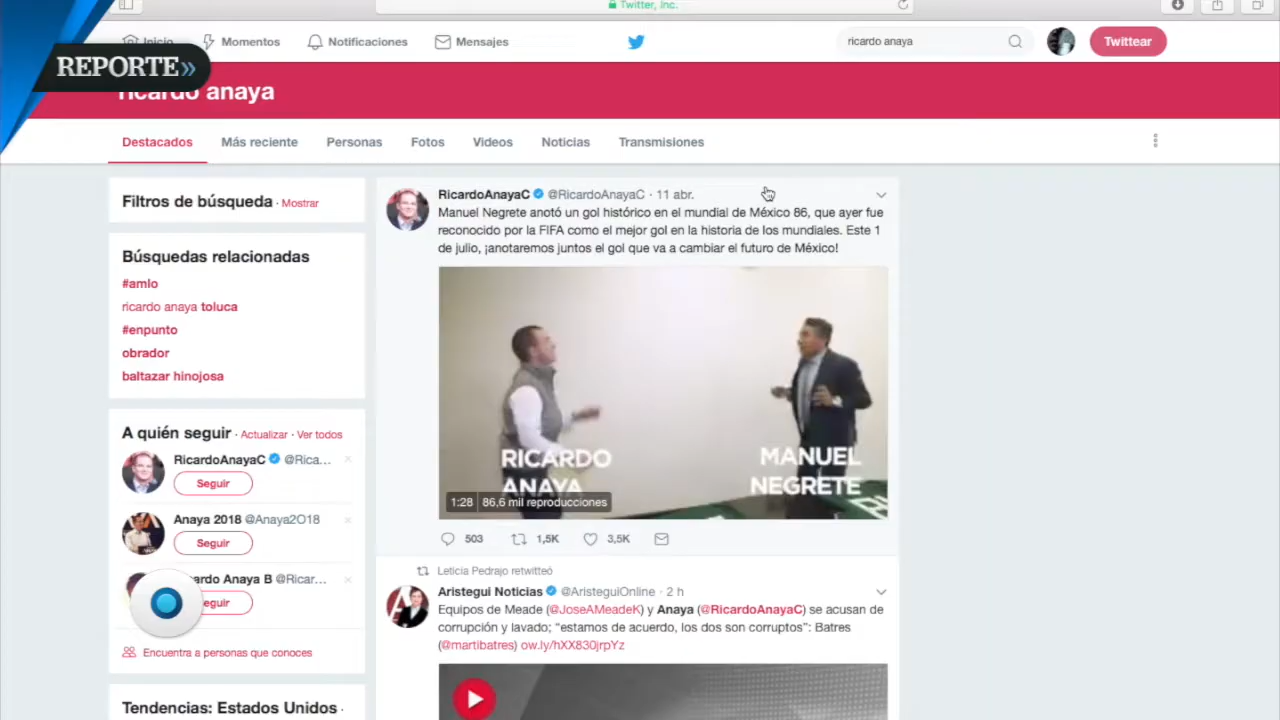 Twitter, Inc.
Inicio
Momentos
Notificaciones
Mensajes
ricardo anaya
Twittear
REPORTE»
ricardo anaya
Destacados
Más reciente
Personas
Fotos
Videos
Noticias
Transmisiones
Filtros de búsqueda · Mostrar
Búsquedas relacionadas
#amlo
ricardo anaya toluca
#enpunto
obrador
baltazar hinojosa
A quién seguir · Actualizar · Ver todos
RicardoAnayaC @Rica...
Seguir
Anaya 2018 @Anaya2O18
Seguir
ardo Anaya B @Ricar...
eguir
Encuentra a personas que conoces
Tendencias: Estados Unidos ·
RicardoAnayaC @RicardoAnayaC · 11 abr.
Manuel Negrete anotó un gol histórico en el mundial de México 86, que ayer fue
reconocido por la FIFA como el mejor gol en la historia de los mundiales. Este 1
de julio, ¡anotaremos juntos el gol que va a cambiar el futuro de México!
RICARDO
ANAYA
MANUEL
NEGRETE
1:28 86,6 mil reproducciones
503
1,5K
3,5K
Leticia Pedrajo retwitteó
Aristegui Noticias @AristeguiOnline · 2 h
Equipos de Meade (@JoseAMeadeK) y Anaya (@RicardoAnayaC) se acusan de
corrupción y lavado; “estamos de acuerdo, los dos son corruptos”: Batres
(@martibatres) ow.ly/hXX830jrpYz